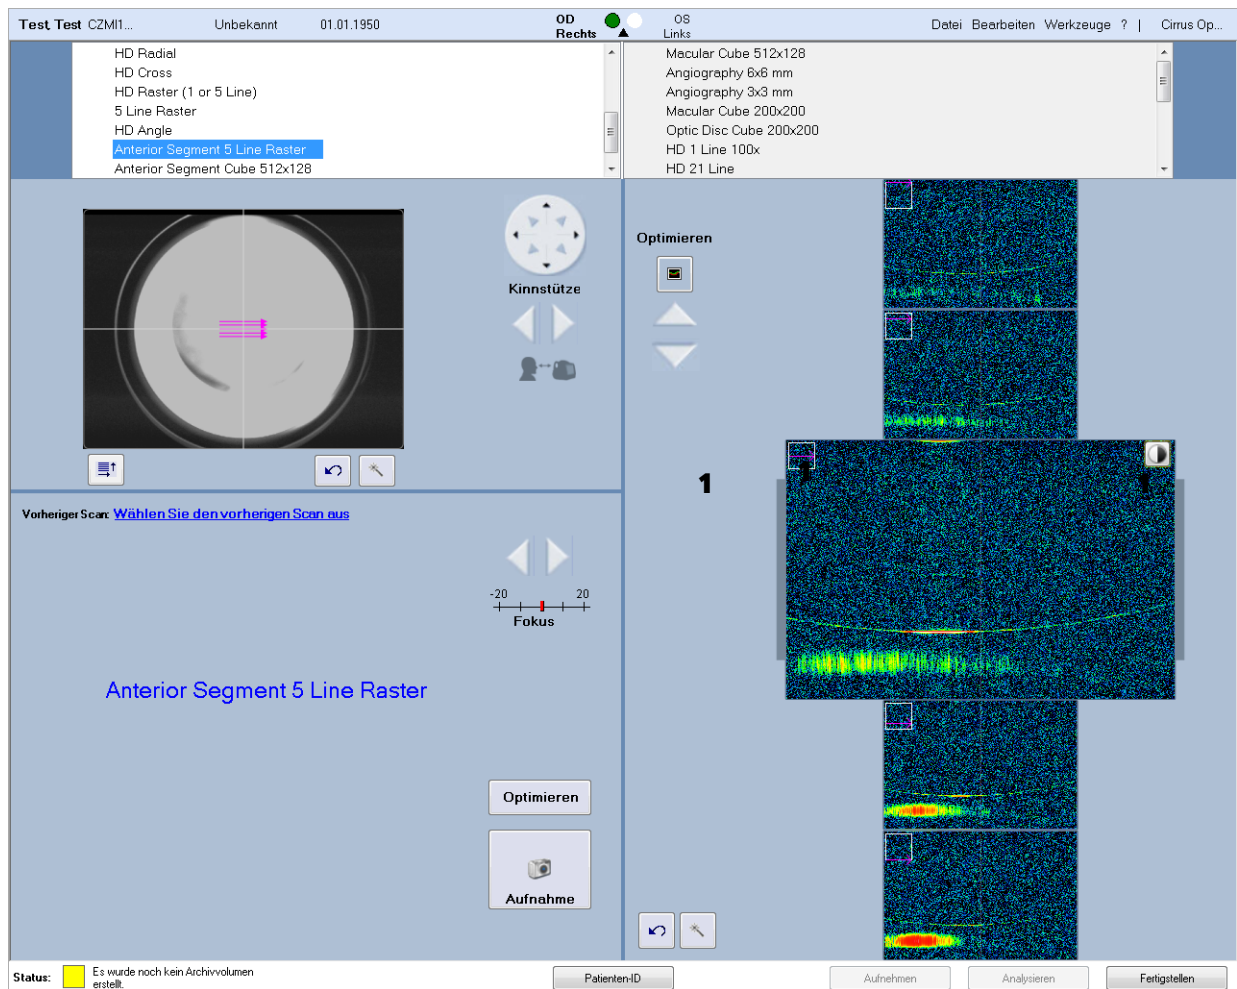 Test, Test CZMI1... Unbekannt 01.01.1950 OD Rechts OS Links Datei Bearbeiten Werkzeuge ? | Cirrus Op...
HD Radial
HD Cross
HD Raster (1 or 5 Line)
5 Line Raster
HD Angle
Anterior Segment 5 Line Raster
Anterior Segment Cube 512x128
Macular Cube 512x128
Angiography 6x6 mm
Angiography 3x3 mm
Macular Cube 200x200
Optic Disc Cube 200x200
HD 1 Line 100x
HD 21 Line
Kinnstütze
Optimieren
1
1
1
Vorheriger Scan: Wählen Sie den vorherigen Scan aus
-20 20
Fokus
Anterior Segment 5 Line Raster
Optimieren
Aufnahme
Status: Es wurde noch kein Archivvolumen
erstellt.
Patienten-ID
Aufnehmen
Analysieren
Fertigstellen